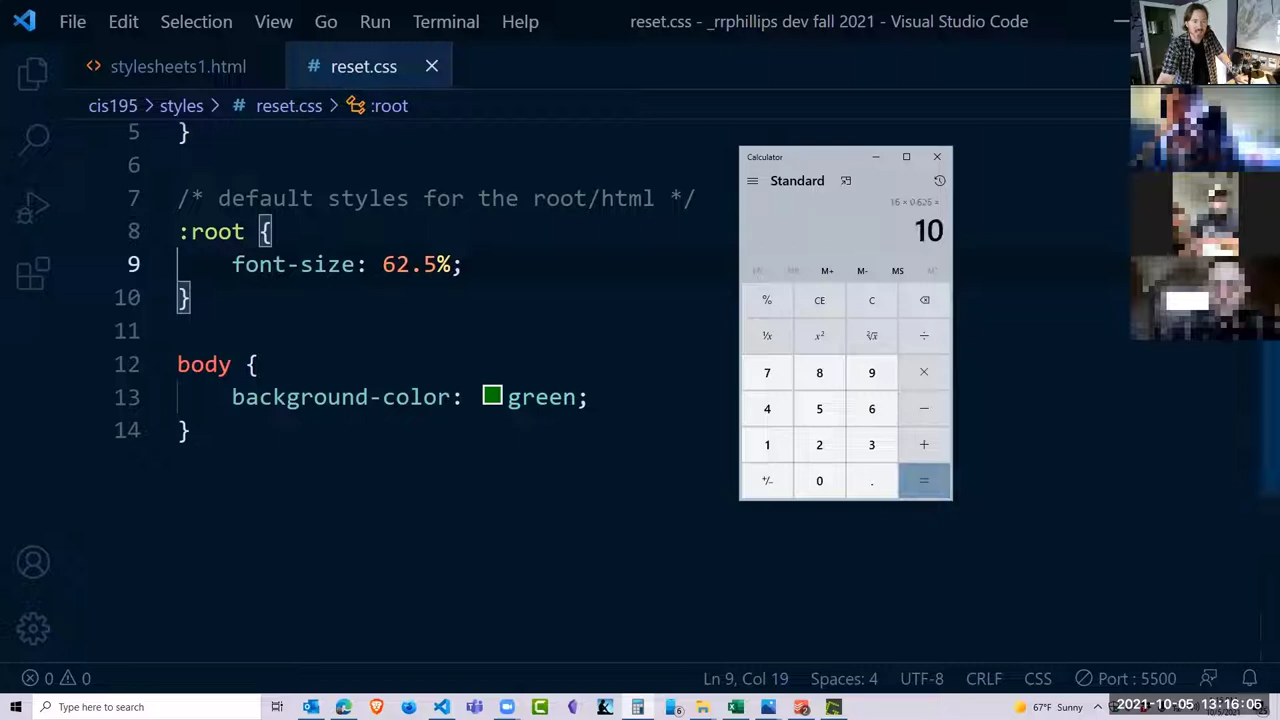 File Edit Selection View Go Run Terminal Help reset.css - _rrphillips dev fall 2021 - Visual Studio Code
<> stylesheets1.html # reset.css
cis195 > styles > # reset.css > :root
5 }
6
7 /* default styles for the root/html */
8 :root {
9 font-size: 62.5%;
10 }
11
12 body {
13 background-color: green;
14 }
Calculator
Standard
16 × 0.625 =
10
M+ M- MS
% CE C
¹/x x² ²√x ÷
7 8 9 ×
4 5 6 −
1 2 3 +
+/- 0 . =
0 0 Ln 9, Col 19 Spaces: 4 UTF-8 CRLF CSS Port : 5500
Type here to search 67°F Sunny 2021-10-05 13:16:05